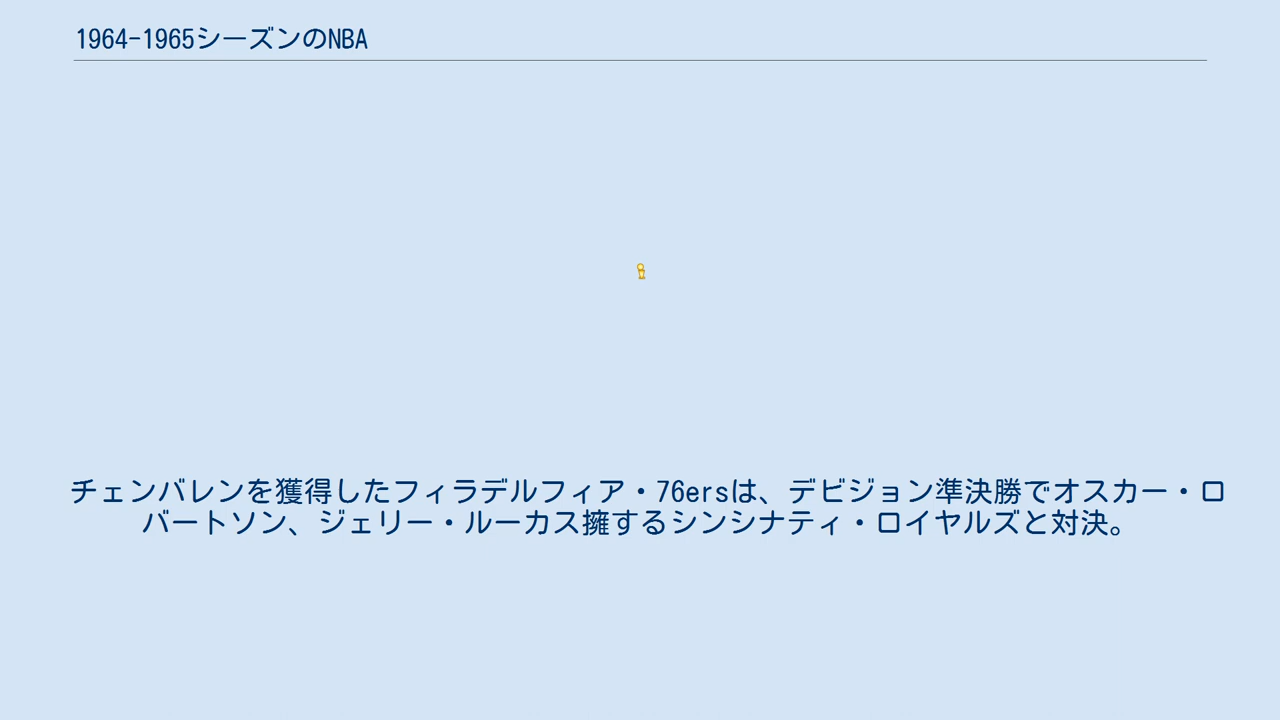 1964-1965シーズンのNBA
チェンバレンを獲得したフィラデルフィア・76ersは、デビジョン準決勝でオスカー・ロ
バートソン、ジェリー・ルーカス擁するシンシナティ・ロイヤルズと対決。